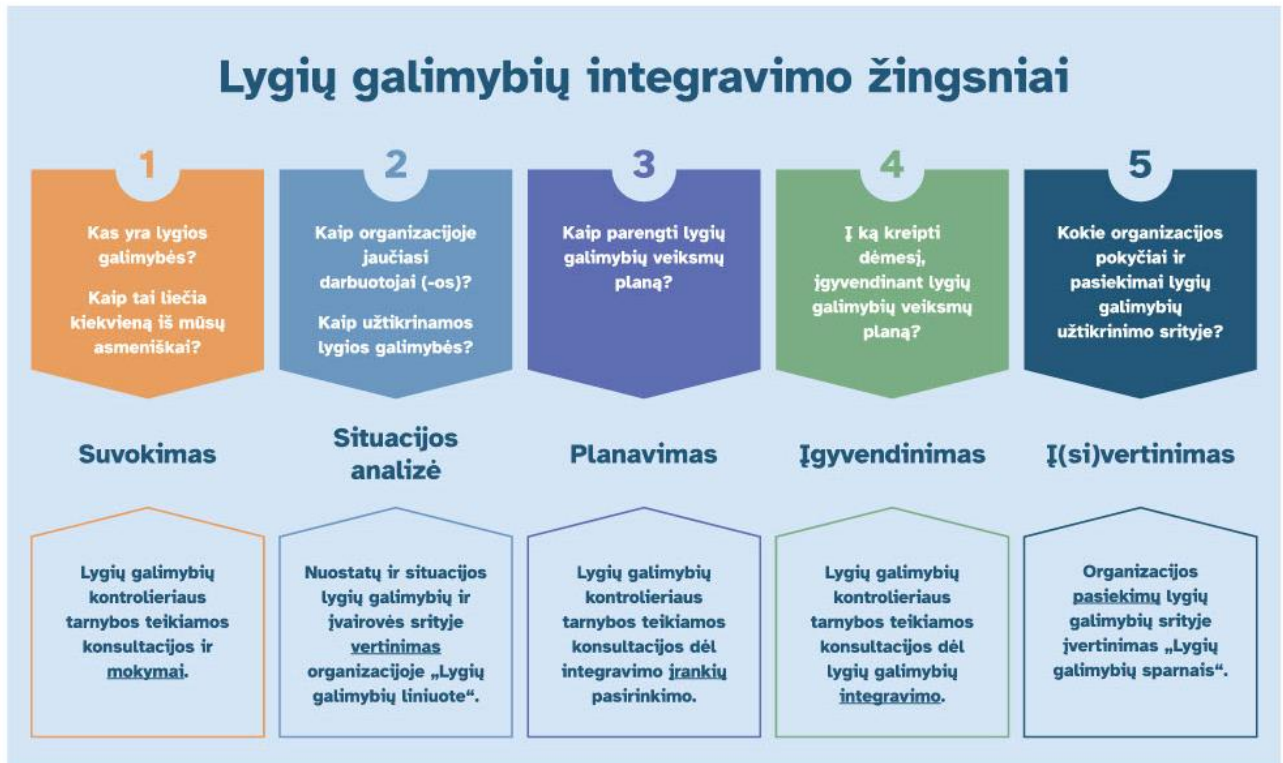 Lygių galimybių integravimo žingsniai
1
Kas yra lygios
galimybės?
Kaip tai liečia
kiekvieną iš mūsų
asmeniškai?
Suvokimas
Lygių galimybių
kontrolieriaus
tarnybos teikiamos
konsultacijos ir
mokymai.
2
Kaip organizacijoje
jaučiasi
darbuotojai (-os)?
Kaip užtikrinamos
lygios galimybės?
Situacijos
analizė
Nuostatų ir situacijos
lygių galimybių ir
įvairovės srityje
vertinimas
organizacijoje „Lygių
galimybių liniuote“.
3
Kaip parengti lygių
galimybių veiksmų
planą?
Planavimas
Lygių galimybių
kontrolieriaus
tarnybos teikiamos
konsultacijos dėl
integravimo įrankių
pasirinkimo.
4
Į ką kreipti
dėmesį,
įgyvendinant lygių
galimybių veiksmų
planą?
Įgyvendinimas
Lygių galimybių
kontrolieriaus
tarnybos teikiamos
konsultacijos dėl
lygių galimybių
integravimo.
5
Kokie organizacijos
pokyčiai ir
pasiekimai lygių
galimybių
užtikrinimo srityje?
Į(si)vertinimas
Organizacijos
pasiekimų lygių
galimybių srityje
įvertinimas „Lygių
galimybių sparnais“.